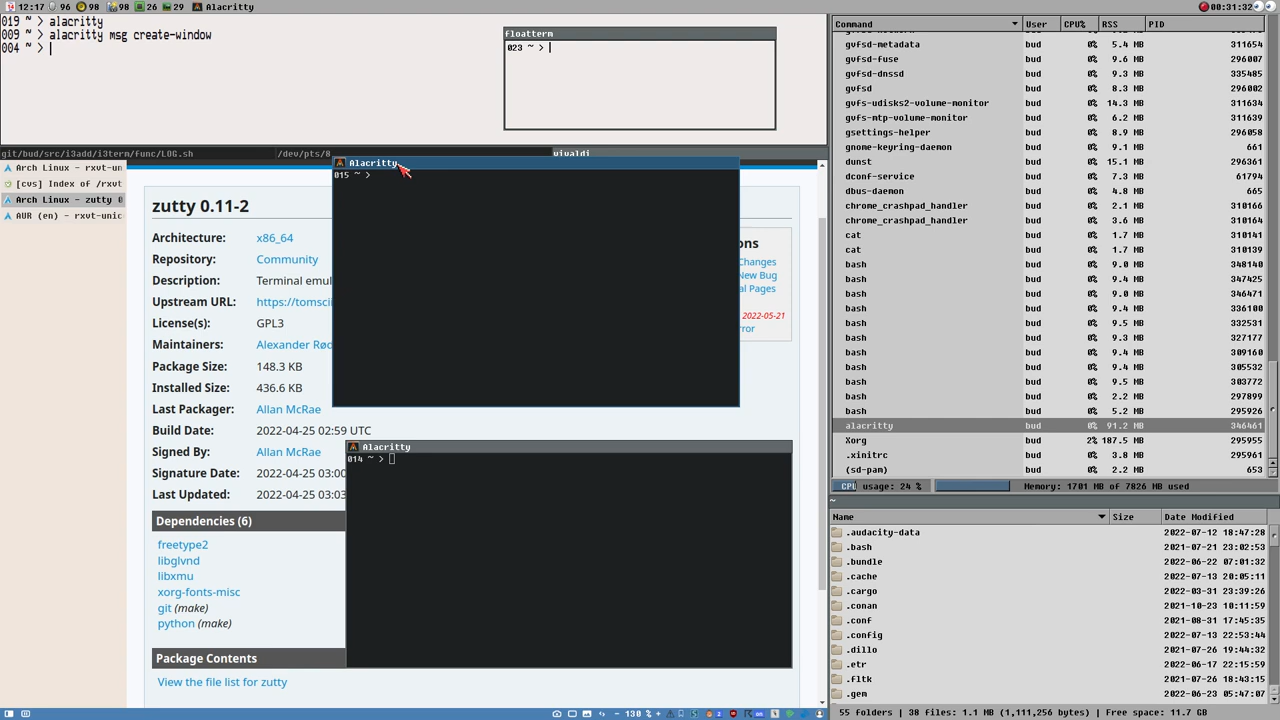 12:17 96 98 98 26 29 Alacritty 00:31:32
019 ~ > alacritty
009 ~ > alacritty msg create-window
004 ~ >
floatterm
023 ~ >
git/bud/src/i3add/i3term/func/LOG.sh /dev/pts/8 vivaldi
Arch Linux - rxvt-un
[cvs] Index of /rxvt
Arch Linux - zutty 0
AUR (en) - rxvt-unic
zutty 0.11-2
Architecture: x86_64
Repository: Community
Description: Terminal emul
Upstream URL: https://tomsci
License(s): GPL3
Maintainers: Alexander Rød
Package Size: 148.3 KB
Installed Size: 436.6 KB
Last Packager: Allan McRae
Build Date: 2022-04-25 02:59 UTC
Signed By: Allan McRae
Signature Date: 2022-04-25 03:00
Last Updated: 2022-04-25 03:03
Dependencies (6)
freetype2
libglvnd
libxmu
xorg-fonts-misc
git (make)
python (make)
Package Contents
View the file list for zutty
ons
Changes
New Bug
al Pages
2022-05-21
rror
Alacritty
015 ~ >
Alacritty
014 ~ >
130 %
Command User CPU% RSS PID
gvfsd-metadata bud 0% 5.4 MB 311654
gvfsd-fuse bud 0% 9.6 MB 296007
gvfsd-dnssd bud 0% 9.3 MB 335485
gvfsd bud 0% 8.3 MB 296002
gvfs-udisks2-volume-monitor bud 0% 14.3 MB 311634
gvfs-mtp-volume-monitor bud 0% 6.2 MB 311639
gsettings-helper bud 0% 8.9 MB 296056
gnome-keyring-daemon bud 0% 9.1 MB 665
dunst bud 0% 15.1 MB 296361
dconf-service bud 0% 7.3 MB 296361
dbus-daemon bud 0% 4.8 MB 664
chrome_crashpad_handler bud 0% 2.1 MB 310166
chrome_crashpad_handler bud 0% 3.6 MB 310164
cat bud 0% 1.7 MB 310141
cat bud 0% 1.7 MB 310139
bash bud 0% 9.0 MB 348140
bash bud 0% 9.4 MB 347425
bash bud 0% 9.0 MB 346471
bash bud 0% 9.4 MB 336100
bash bud 0% 9.5 MB 332531
bash bud 0% 9.3 MB 327177
bash bud 0% 9.4 MB 309160
bash bud 0% 9.4 MB 305532
bash bud 0% 9.5 MB 303772
bash bud 0% 2.2 MB 297899
bash bud 0% 5.2 MB 295926
alacritty bud 0% 91.2 MB 346461
Xorg bud 2% 187.5 MB 295955
.xinitrc bud 0% 3.8 MB 295961
(sd-pam) bud 0% 2.2 MB 653
CPU usage: 24 % Memory: 1701 MB of 7826 MB used
~
Name Size Date Modified
.audacity-data 2022-07-12 18:47:28
.bash 2021-07-21 23:02:53
.bundle 2022-06-22 07:01:32
.cache 2022-07-13 20:05:11
.cargo 2022-03-31 23:39:26
.conan 2021-10-23 10:11:59
.conf 2021-08-31 17:45:35
.config 2022-07-13 22:53:44
.dillo 2021-07-26 19:44:32
.etr 2022-06-17 22:15:59
.fltk 2021-07-26 18:43:15
.gem 2022-06-23 05:47:07
55 folders | 38 files: 1.1 MB (1,111,256 bytes) | Free space: 11.7 GB